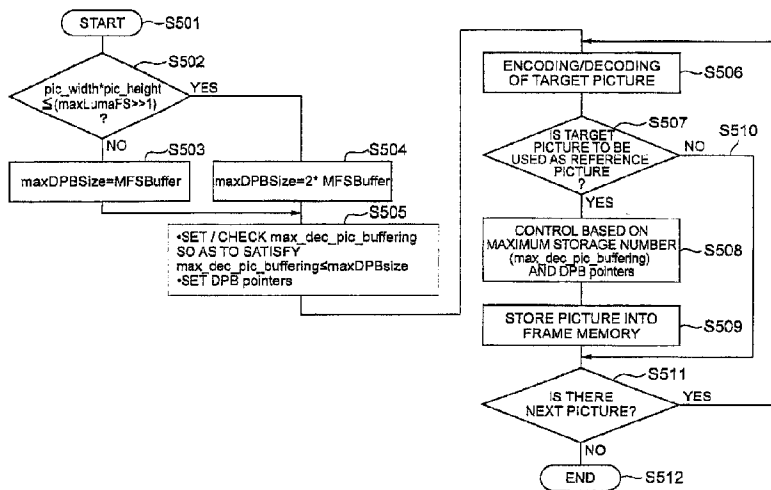 START
S501
S502
pic_width*pic_height
≦(maxLumaFS>>1)
?
YES
NO
S503
maxDPBSize=MFSBuffer
S504
maxDPBSize=2* MFSBuffer
S505
•SET / CHECK max_dec_pic_buffering
SO AS TO SATISFY
max_dec_pic_buffering≤maxDPBsize
•SET DPB pointers
ENCODING/DECODING
OF TARGET PICTURE
S506
S507
IS TARGET
PICTURE TO BE
USED AS REFERENCE
PICTURE
?
NO
S510
YES
CONTROL BASED ON
MAXIMUM STORAGE NUMBER
(max_dec_pic_buffering)
AND DPB pointers
S508
STORE PICTURE INTO
FRAME MEMORY
S509
S511
IS THERE
NEXT PICTURE?
YES
NO
END
S512